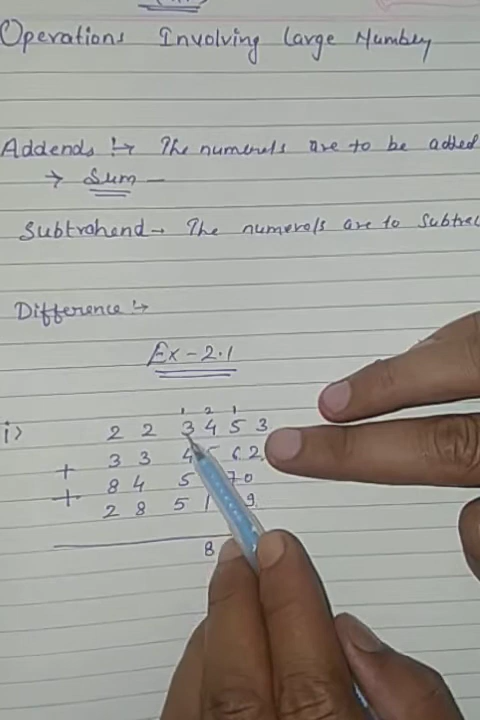 Operations Involving Large Number
Addends :→ The numerals are to be added
→ Sum —
Subtrahend → The numerals are to Subtrac
Difference :→
Ex - 2.1
1 2 1
i) 2 2 3 4 5 3
+ 3 3 4 5 6 2
+ 8 4 5 7 0
2 8 5 1 9
8